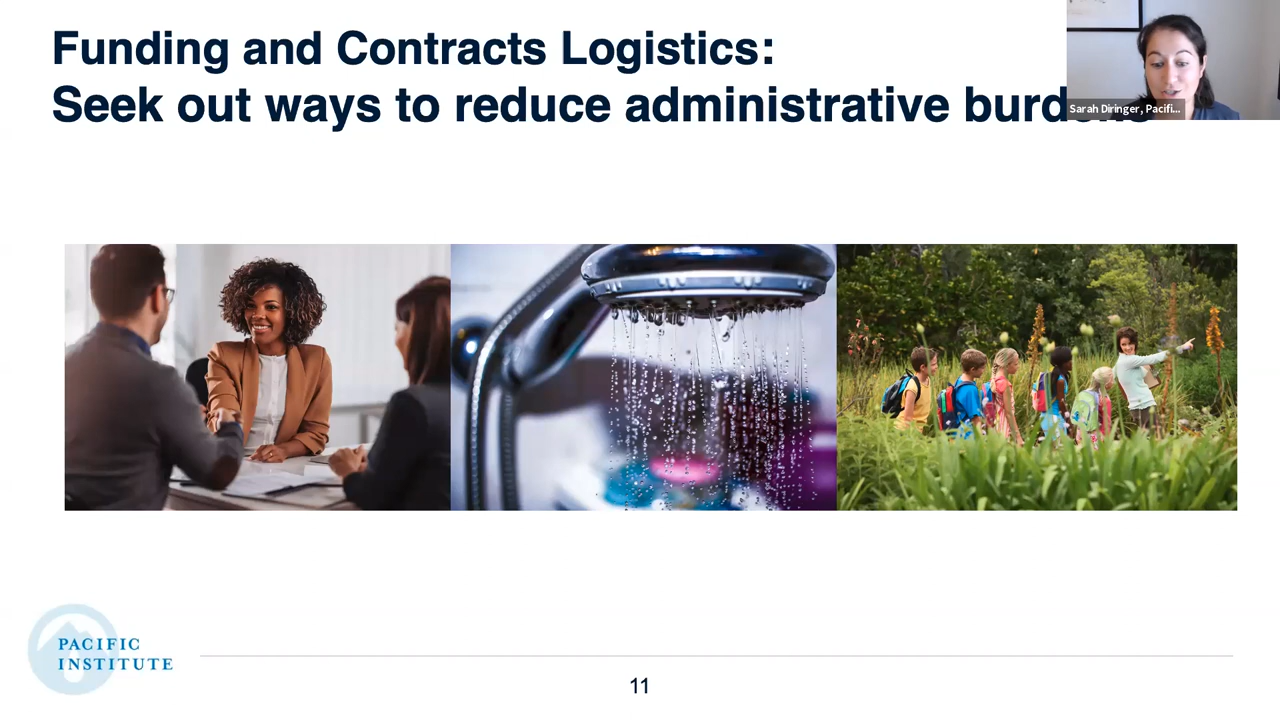 Funding and Contracts Logistics:
Seek out ways to reduce administrative
Sarah Diringer, Pacifi...
PACIFIC
INSTITUTE
11